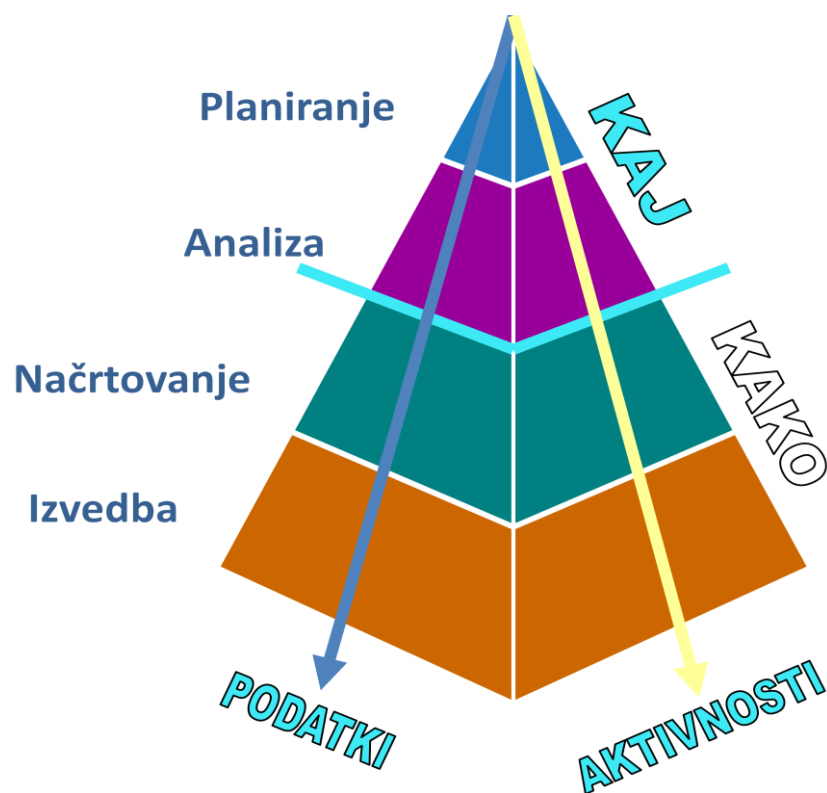 Planiranje
KAJ
Analiza
Načrtovanje
KAKO
Izvedba
PODATKI
AKTIVNOSTI